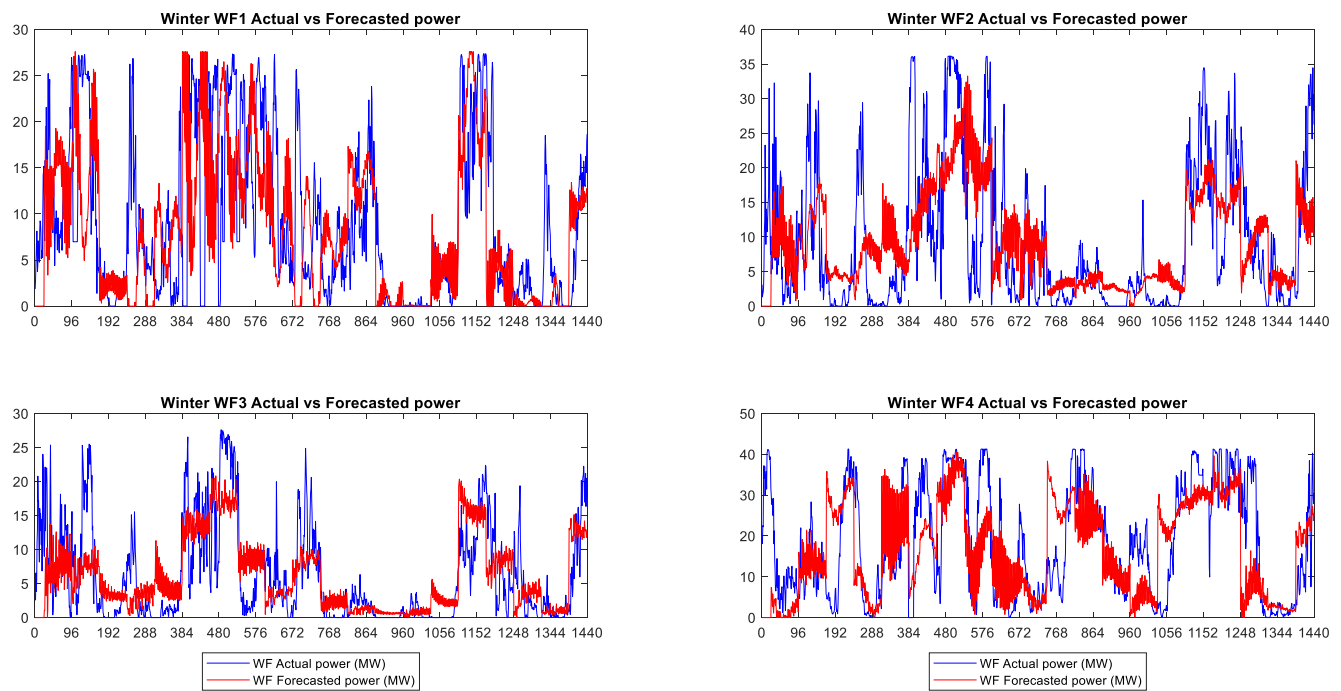 Winter WF1 Actual vs Forecasted power
30
25
20
15
10
5
0
0 96 192 288 384 480 576 672 768 864 960 1056 1152 1248 1344 1440
Winter WF2 Actual vs Forecasted power
40
35
30
25
20
15
10
5
0
0 96 192 288 384 480 576 672 768 864 960 1056 1152 1248 1344 1440
Winter WF3 Actual vs Forecasted power
30
25
20
15
10
5
0
0 96 192 288 384 480 576 672 768 864 960 1056 1152 1248 1344 1440
WF Actual power (MW)
WF Forecasted power (MW)
Winter WF4 Actual vs Forecasted power
50
40
30
20
10
0
0 96 192 288 384 480 576 672 768 864 960 1056 1152 1248 1344 1440
WF Actual power (MW)
WF Forecasted power (MW)